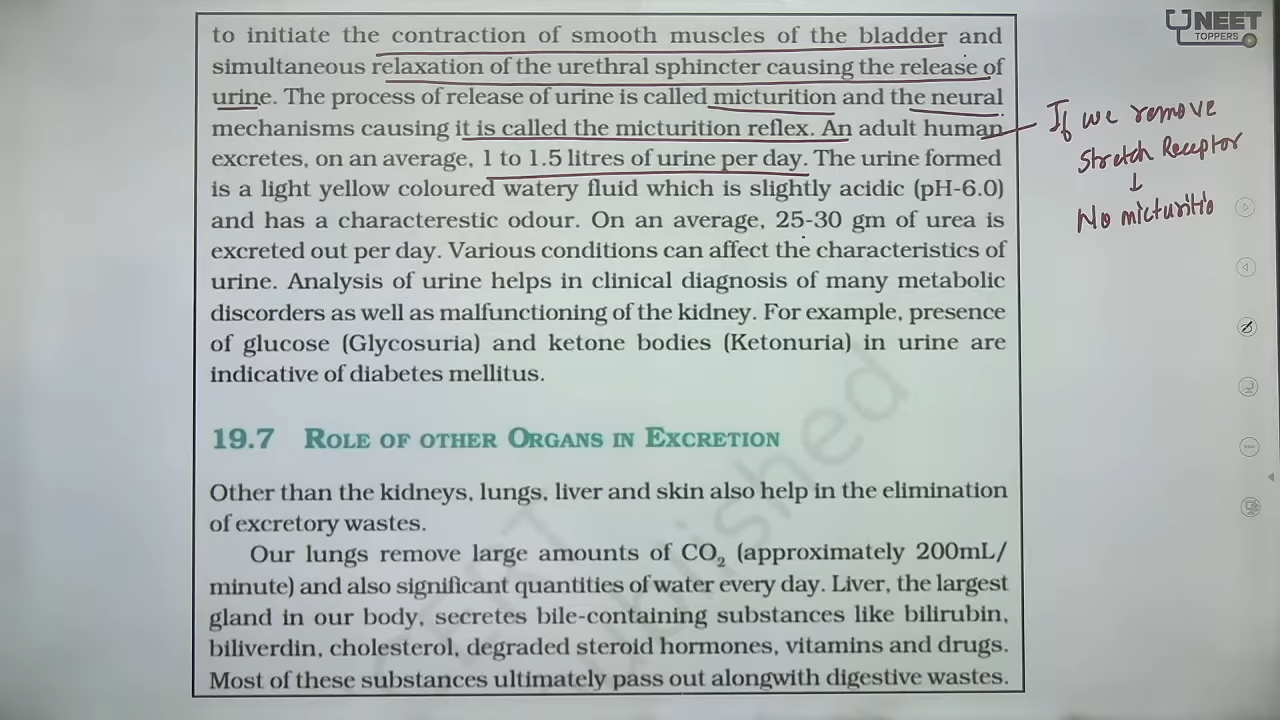 to initiate the contraction of smooth muscles of the bladder and
simultaneous relaxation of the urethral sphincter causing the release of
urine. The process of release of urine is called micturition and the neural
mechanisms causing it is called the micturition reflex. An adult human
excretes, on an average, 1 to 1.5 litres of urine per day. The urine formed
is a light yellow coloured watery fluid which is slightly acidic (pH-6.0)
and has a characterestic odour. On an average, 25-30 gm of urea is
excreted out per day. Various conditions can affect the characteristics of
urine. Analysis of urine helps in clinical diagnosis of many metabolic
discorders as well as malfunctioning of the kidney. For example, presence
of glucose (Glycosuria) and ketone bodies (Ketonuria) in urine are
indicative of diabetes mellitus.
19.7 ROLE OF OTHER ORGANS IN EXCRETION
Other than the kidneys, lungs, liver and skin also help in the elimination
of excretory wastes.
Our lungs remove large amounts of CO₂ (approximately 200mL/
minute) and also significant quantities of water every day. Liver, the largest
gland in our body, secretes bile-containing substances like bilirubin,
biliverdin, cholesterol, degraded steroid hormones, vitamins and drugs.
Most of these substances ultimately pass out alongwith digestive wastes.
If we remove
Stretch Receptor
↓
No micturitio
UNEET
TOPPERS